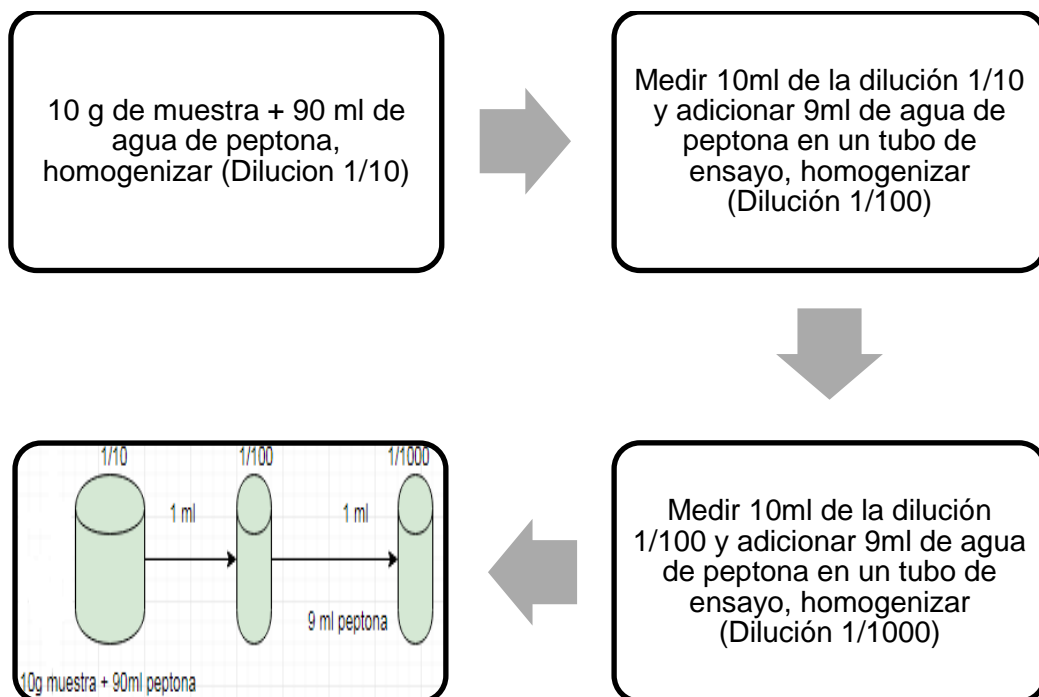 10 g de muestra + 90 ml de
agua de peptona,
homogenizar (Dilucion 1/10)
Medir 10ml de la dilución 1/10
y adicionar 9ml de agua de
peptona en un tubo de
ensayo, homogenizar
(Dilución 1/100)
Medir 10ml de la dilución
1/100 y adicionar 9ml de agua
de peptona en un tubo de
ensayo, homogenizar
(Dilución 1/1000)
1/10
1/100
1/1000
1 ml
1 ml
9 ml peptona
10g muestra + 90ml peptona